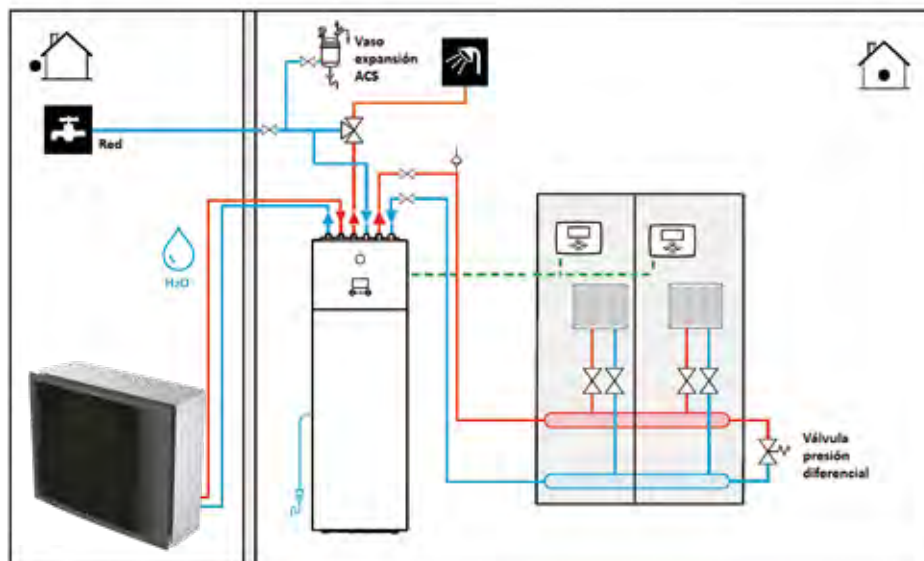 Vaso
expansión
ACS
Red
H₂O
Válvula
presión
diferencial